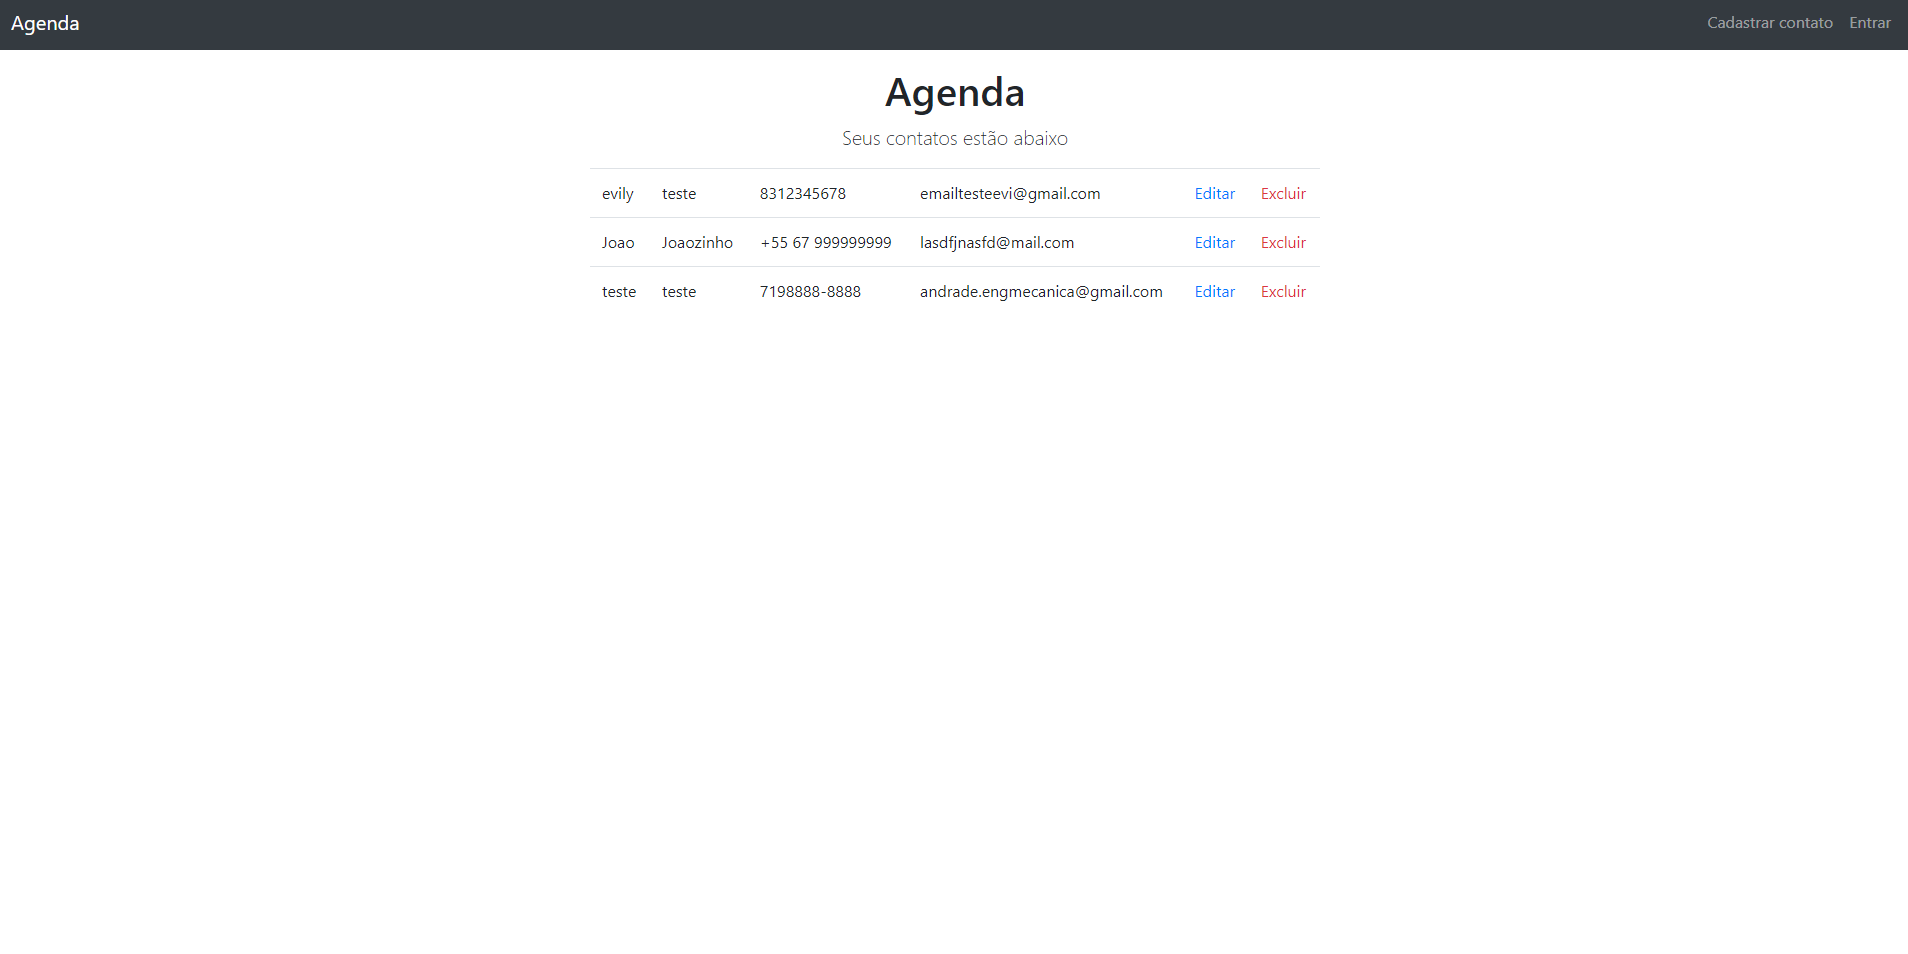 Agenda Cadastrar contato Entrar
Agenda
Seus contatos estão abaixo
evily teste 8312345678 emailtesteevi@gmail.com Editar Excluir
Joao Joaozinho +55 67 999999999 lasdfjnasfd@mail.com Editar Excluir
teste teste 7198888-8888 andrade.engmecanica@gmail.com Editar Excluir